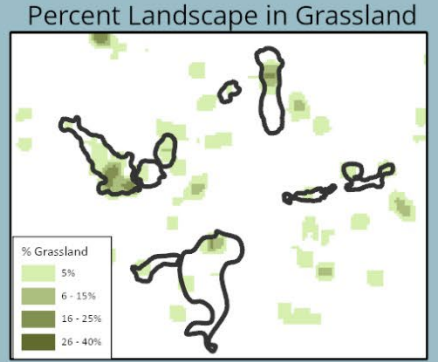 Percent Landscape in Grassland
% Grassland
5%
6 - 15%
16 - 25%
26 - 40%